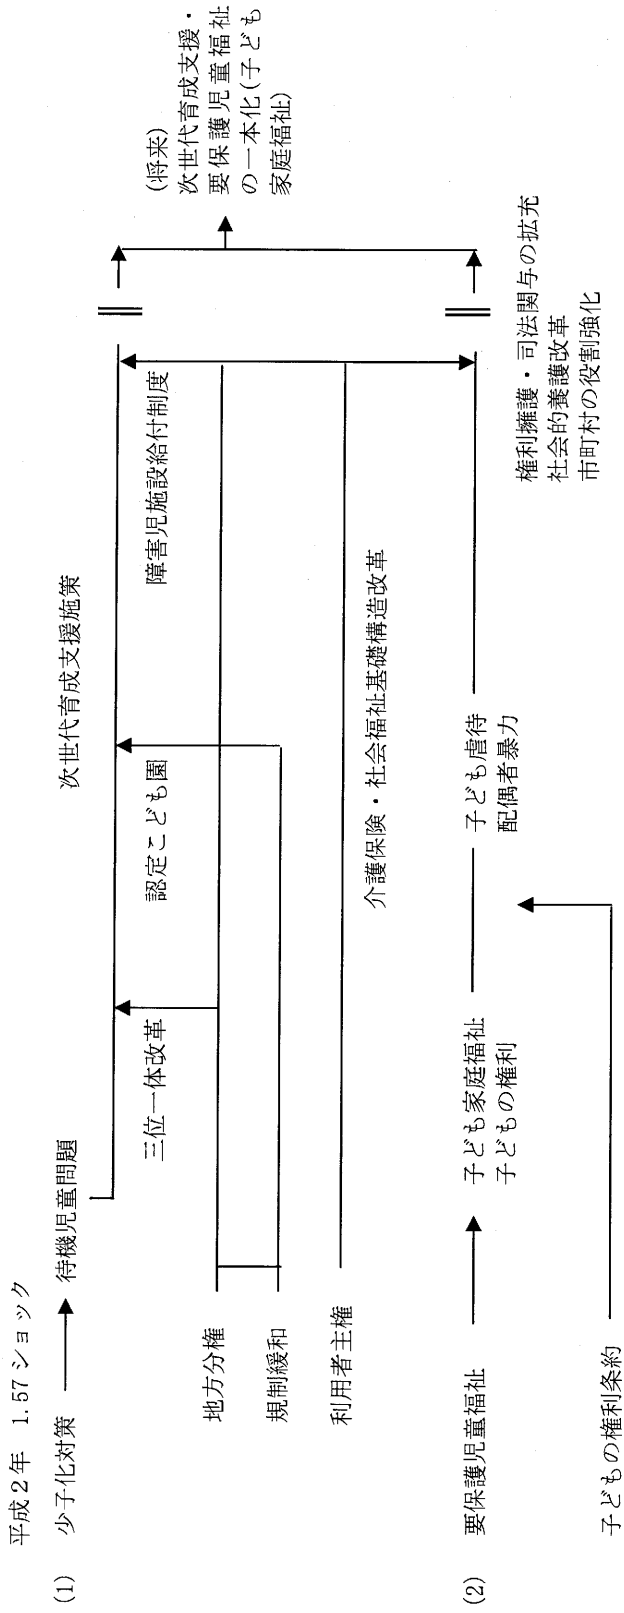 平成2年 1.57ショック
(1) 少子化対策
待機児童問題
次世代育成支援施策
三位一体改革
認定こども園
障害児施設給付制度
地方分権
規制緩和
利用者主権
介護保険・社会福祉基礎構造改革
(将来)
次世代育成支援・
要保護児童福祉
の一本化(子ども
家庭福祉)
(2) 要保護児童福祉
子ども家庭福祉
子どもの権利
子ども虐待
配偶者暴力
権利擁護・司法関与の拡充
社会的養護改革
市町村の役割強化
子どもの権利条約